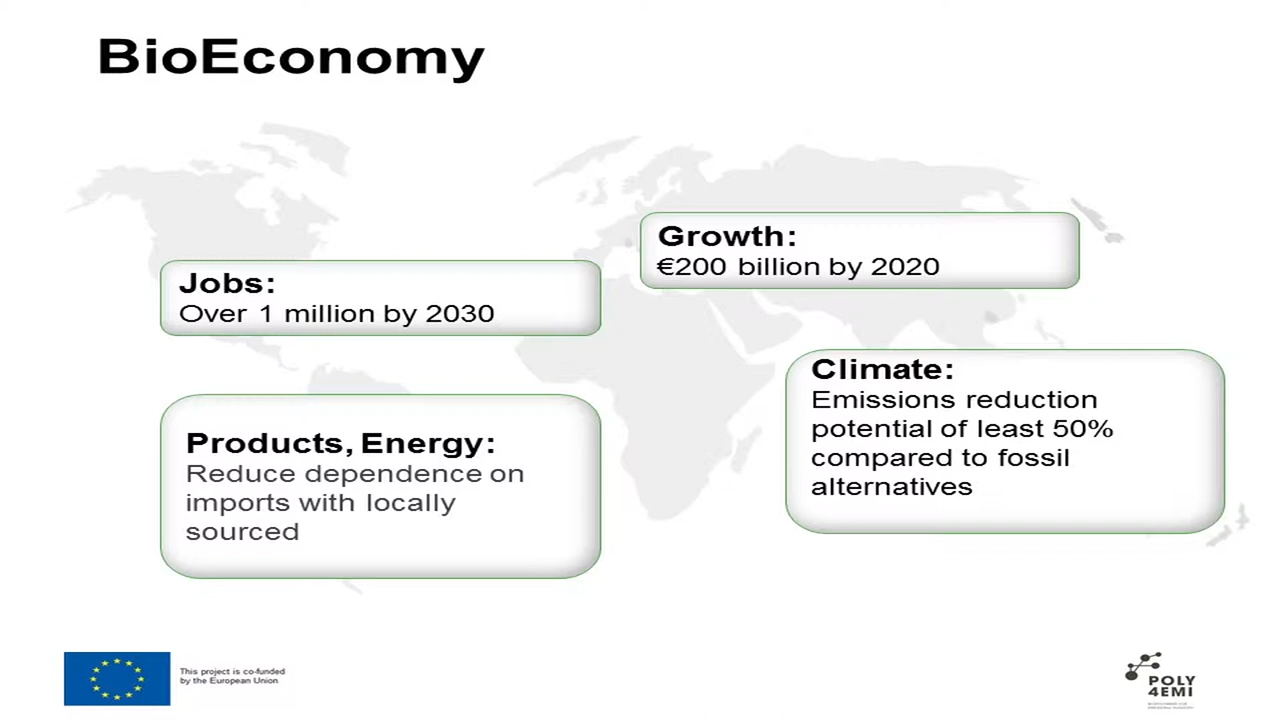 BioEconomy
Growth:
€200 billion by 2020
Jobs:
Over 1 million by 2030
Climate:
Emissions reduction
potential of least 50%
compared to fossil
alternatives
Products, Energy:
Reduce dependence on
imports with locally
sourced
This project is co-funded
by the European Union
POLY
4EMI